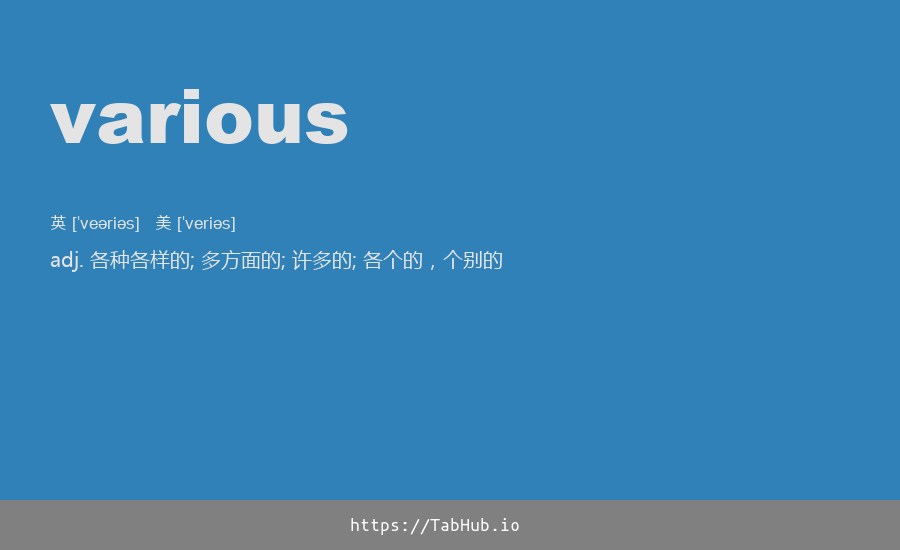 various
英 [ˈveəriəs] 美 [ˈveriəs]
adj. 各种各样的; 多方面的; 许多的; 各个的，个别的
https://TabHub.io